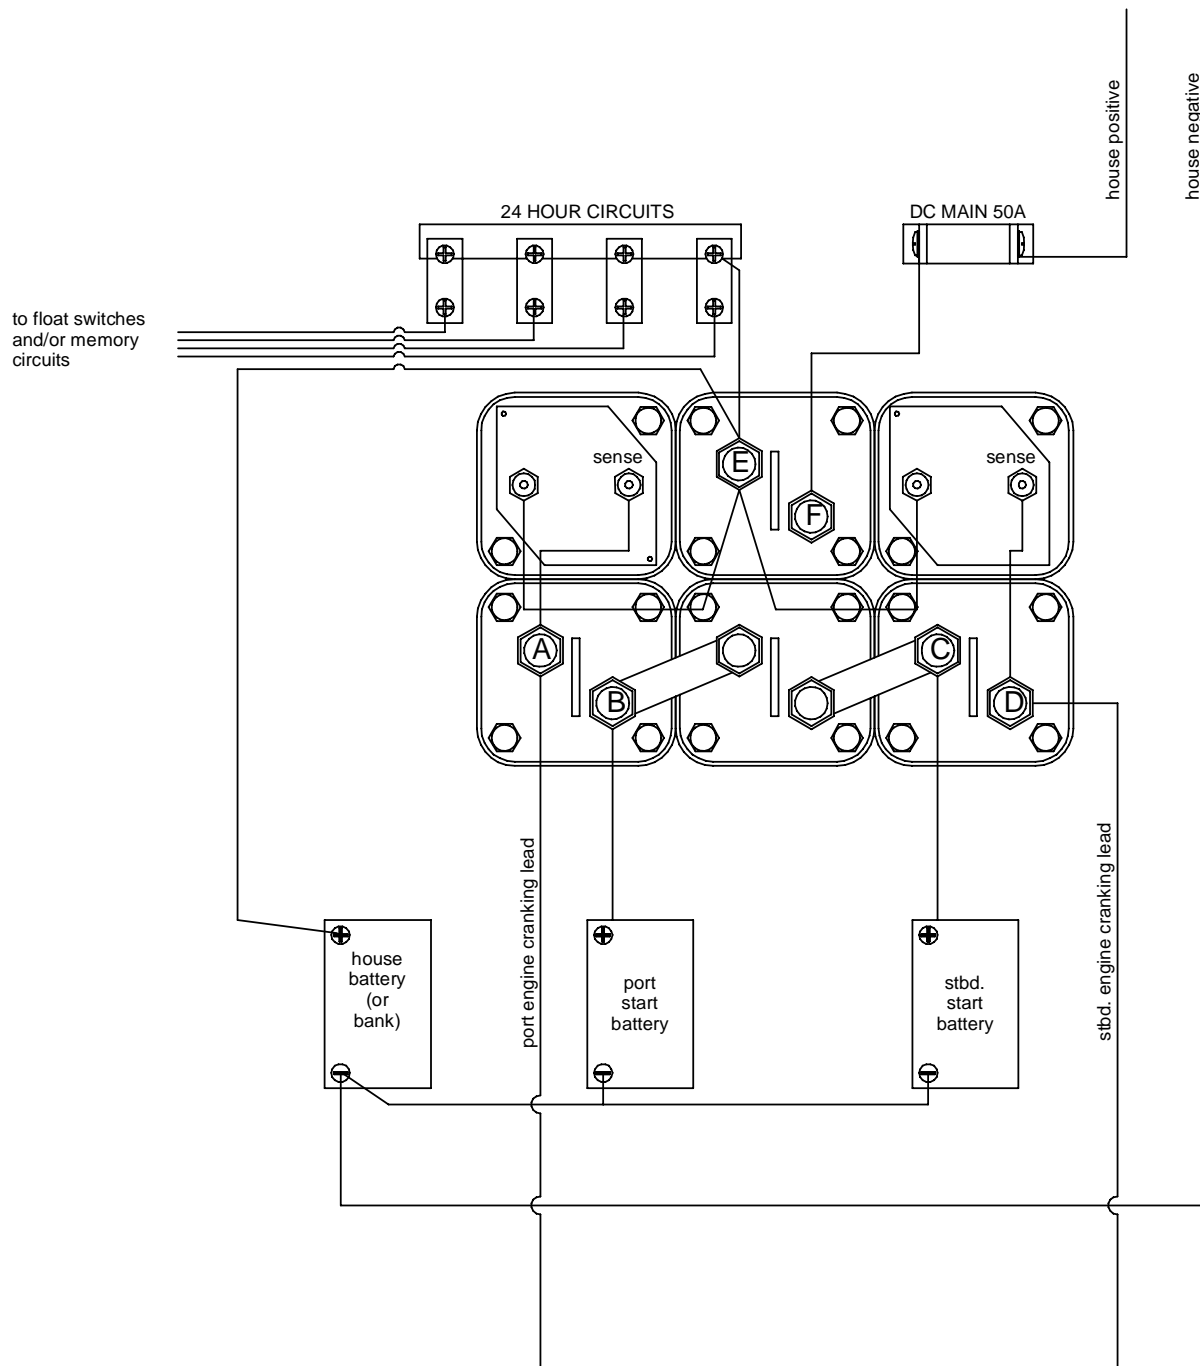 house positive
house negative
24 HOUR CIRCUITS
DC MAIN 50A
to float switches
and/or memory
circuits
sense
E
F
sense
A
B
C
D
port engine cranking lead
stbd. engine cranking lead
house
battery
(or
bank)
port
start
battery
stbd.
start
battery